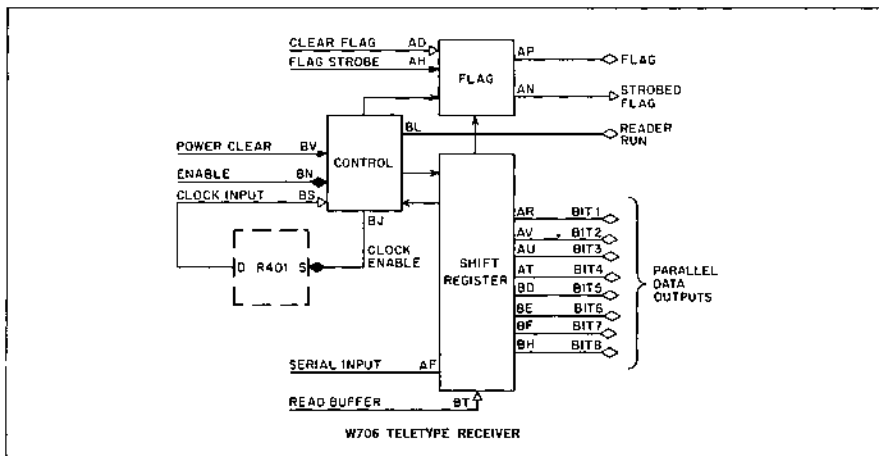 CLEAR FLAG AD
FLAG STROBE AH
FLAG
AP FLAG
AN STROBED FLAG
BL READER RUN
POWER CLEAR BV
ENABLE BN
CLOCK INPUT BS
CONTROL
BJ
CLOCK ENABLE
D R401 S
SHIFT REGISTER
AR BIT1
AV BIT2
AU BIT3
AT BIT4
BD BIT5
BE BIT6
BF BIT7
BH BIT8
PARALLEL DATA OUTPUTS
SERIAL INPUT AF
READ BUFFER BT
W706 TELETYPE RECEIVER